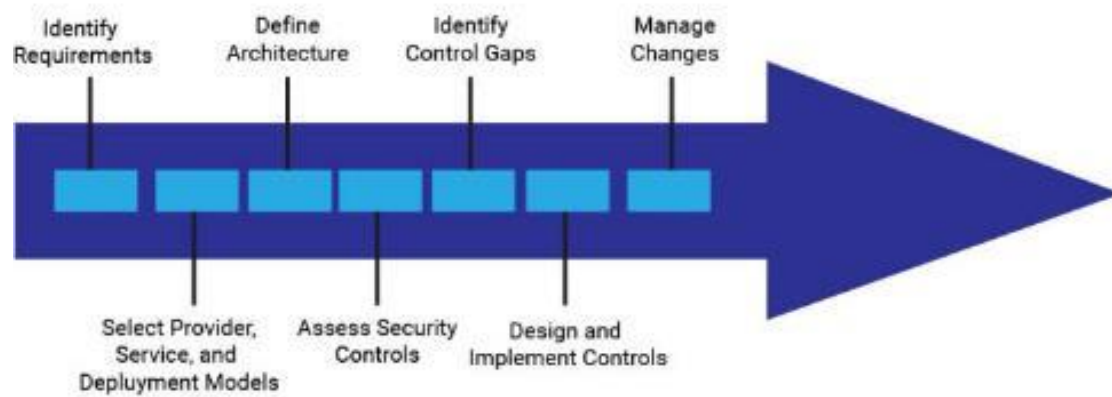 Identify
Requirements
Define
Architecture
Identify
Control Gaps
Manage
Changes
Select Provider,
Service, and
Depluyment Models
Assess Security
Controls
Design and
Implement Controls